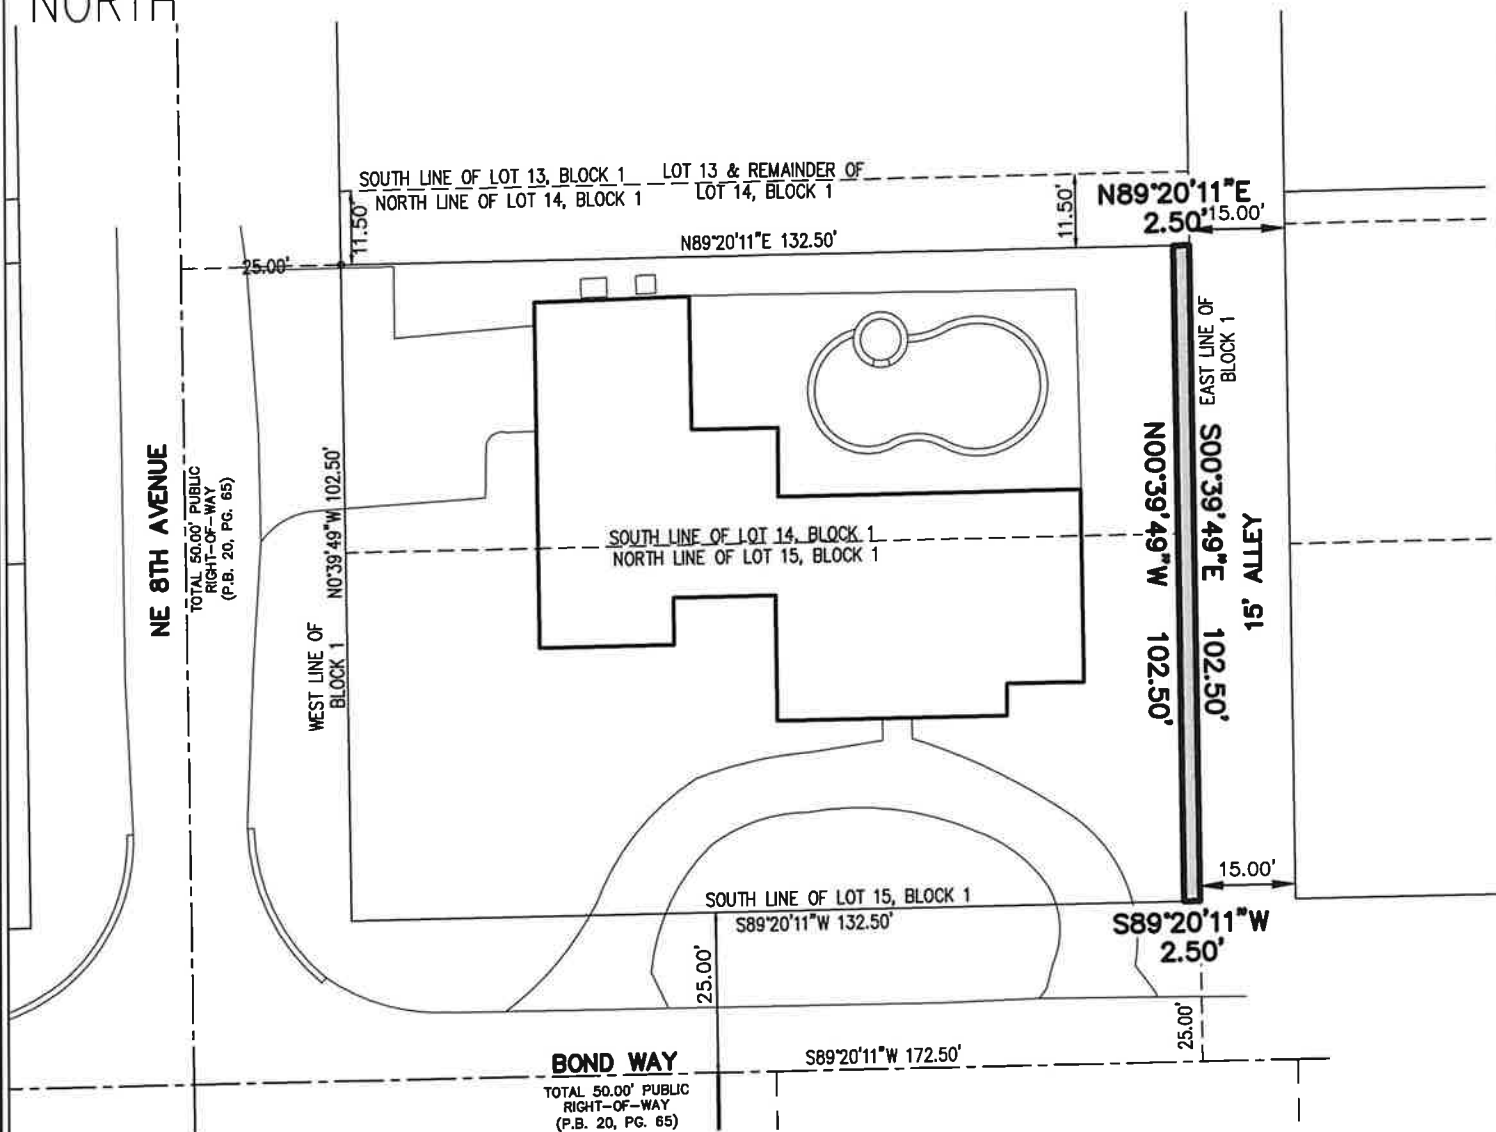 NORTH
SOUTH LINE OF LOT 13, BLOCK 1
NORTH LINE OF LOT 14, BLOCK 1
LOT 13 & REMAINDER OF
LOT 14, BLOCK 1
11.50'
11.50'
N89°20'11"E
2.50'
15.00'
N89°20'11"E 132.50'
25.00'
EAST LINE OF
BLOCK 1
NE 8TH AVENUE
TOTAL 50.00' PUBLIC
RIGHT-OF-WAY
(P.B. 20, PG. 65)
N0°39'49"W 102.50'
WEST LINE OF
BLOCK 1
SOUTH LINE OF LOT 14, BLOCK 1
NORTH LINE OF LOT 15, BLOCK 1
N00°39'49"W 102.50'
S00°39'49"E 102.50'
15' ALLEY
15.00'
SOUTH LINE OF LOT 15, BLOCK 1
S89°20'11"W 132.50'
S89°20'11"W
2.50'
25.00'
25.00'
BOND WAY
S89°20'11"W 172.50'
TOTAL 50.00' PUBLIC
RIGHT-OF-WAY
(P.B. 20, PG. 65)